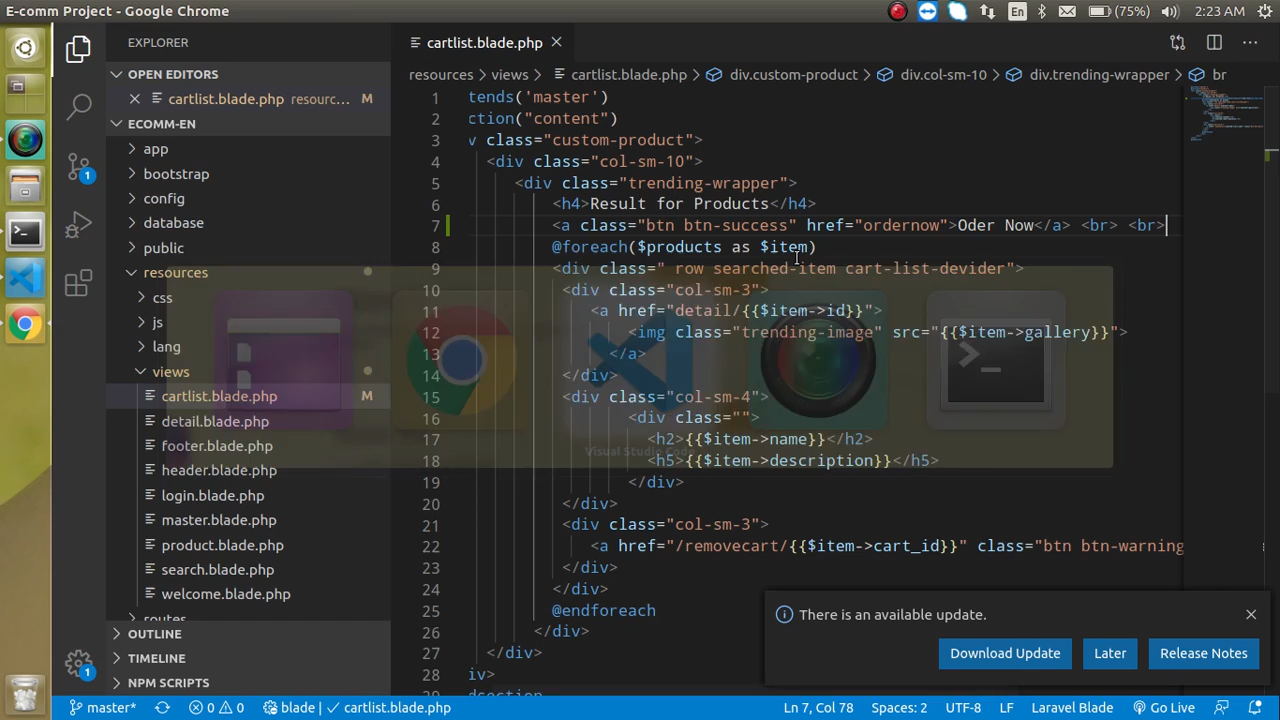 E-comm Project - Google Chrome
En
(75%)
2:23 AM
EXPLORER
OPEN EDITORS
cartlist.blade.php resourc... M
ECOMM-EN
app
bootstrap
config
database
public
resources
css
js
lang
views
cartlist.blade.php M
detail.blade.php
footer.blade.php
header.blade.php
login.blade.php
master.blade.php
product.blade.php
search.blade.php
welcome.blade.php
routes
OUTLINE
TIMELINE
NPM SCRIPTS
1
1
cartlist.blade.php
resources > views > cartlist.blade.php > div.custom-product > div.col-sm-10 > div.trending-wrapper > br
1 tends('master')
2 ction("content")
3 v class="custom-product">
4 <div class="col-sm-10">
5 <div class="trending-wrapper">
6 <h4>Result for Products</h4>
7 <a class="btn btn-success" href="ordernow">Oder Now</a> <br> <br>
8 @foreach($products as $item)
9 <div class=" row searched-item cart-list-devider">
10 <div class="col-sm-3">
11 <a href="detail/{{$item->id}}">
12 <img class="trending-image" src="{{$item->gallery}}">
13 </a>
14 </div>
15 <div class="col-sm-4">
16 <div class="">
17 <h2>{{$item->name}}</h2>
18 <h5>{{$item->description}}</h5>
19 </div>
20 </div>
21 <div class="col-sm-3">
22 <a href="/removecart/{{$item->cart_id}}" class="btn btn-warning
23 </div>
24 </div>
25 @endforeach
26 </div>
27 </div>
28 iv>
29 dsection
Visual Studio Code
There is an available update.
Download Update
Later
Release Notes
master*
0 0
blade | ✓ cartlist.blade.php
Ln 7, Col 78
Spaces: 2
UTF-8
LF
Laravel Blade
Go Live